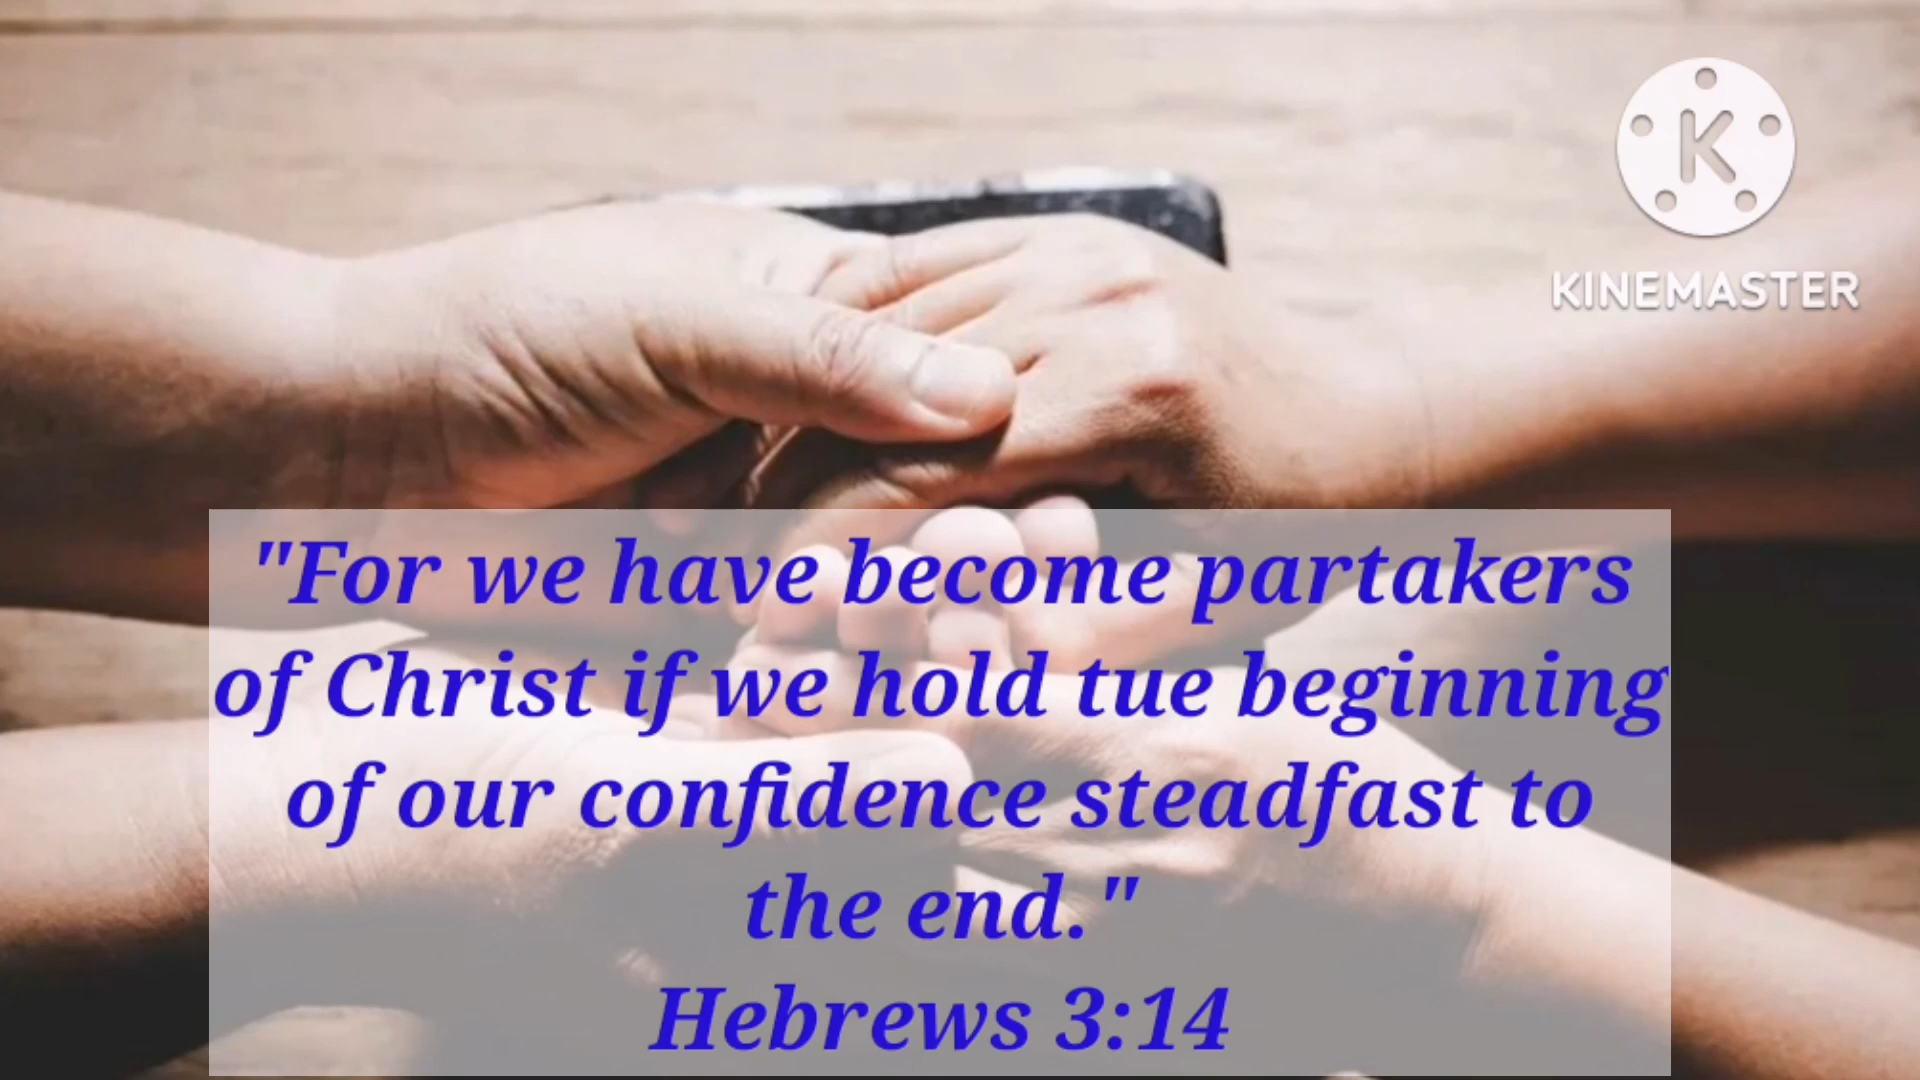 K
KINEMASTER
"For we have become partakers
of Christ if we hold tue beginning
of our confidence steadfast to
the end."
Hebrews 3:14